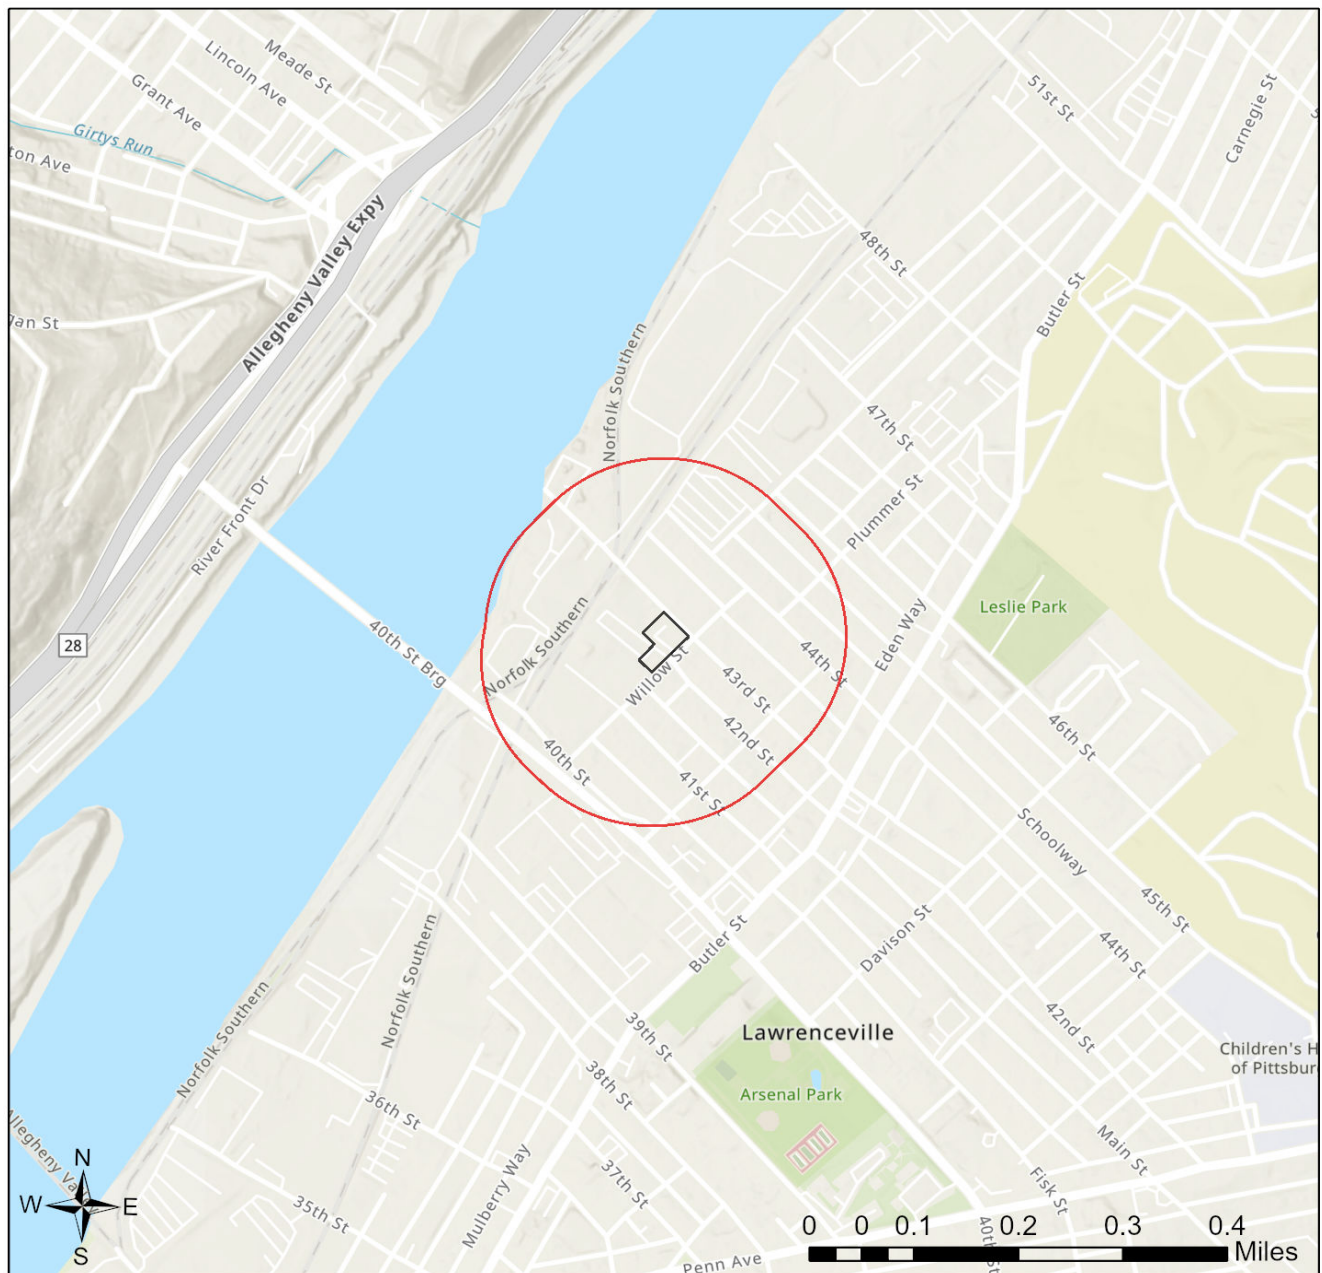 Meade St
Lincoln Ave
Grant Ave
Girtys Run
ton Ave
Allegheny Valley Expy
51st St
Carnegie St
48th St
Butler St
Norfolk Southern
47th St
Plummer St
River Front Dr
28
40th St Brg
Norfolk Southern
Willow St
43rd St
44th St
42nd St
40th St
41st St
Eden Way
Leslie Park
46th St
Schoolway
45th St
Davison St
44th St
42nd St
Butler St
Norfolk Southern
Norfolk Southern
39th St
38th St
Lawrenceville
Arsenal Park
Children's H
of Pittsbur
36th St
37th St
35th St
Mulberry Way
Main St
Fisk St
40th St
Penn Ave
Allegheny Valle
N
W E
S
0 0 0.1 0.2 0.3 0.4
Miles